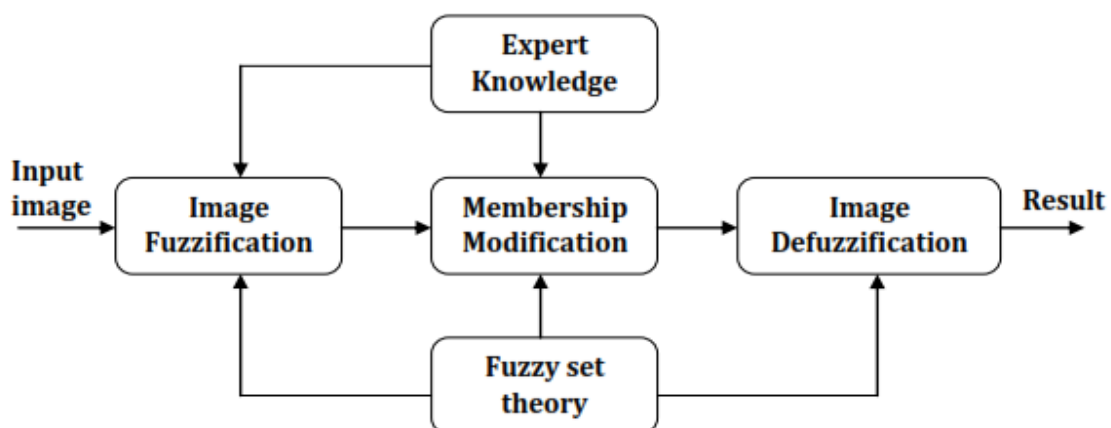 Expert
Knowledge
Input
image
Image
Fuzzification
Membership
Modification
Image
Defuzzification
Result
Fuzzy set
theory